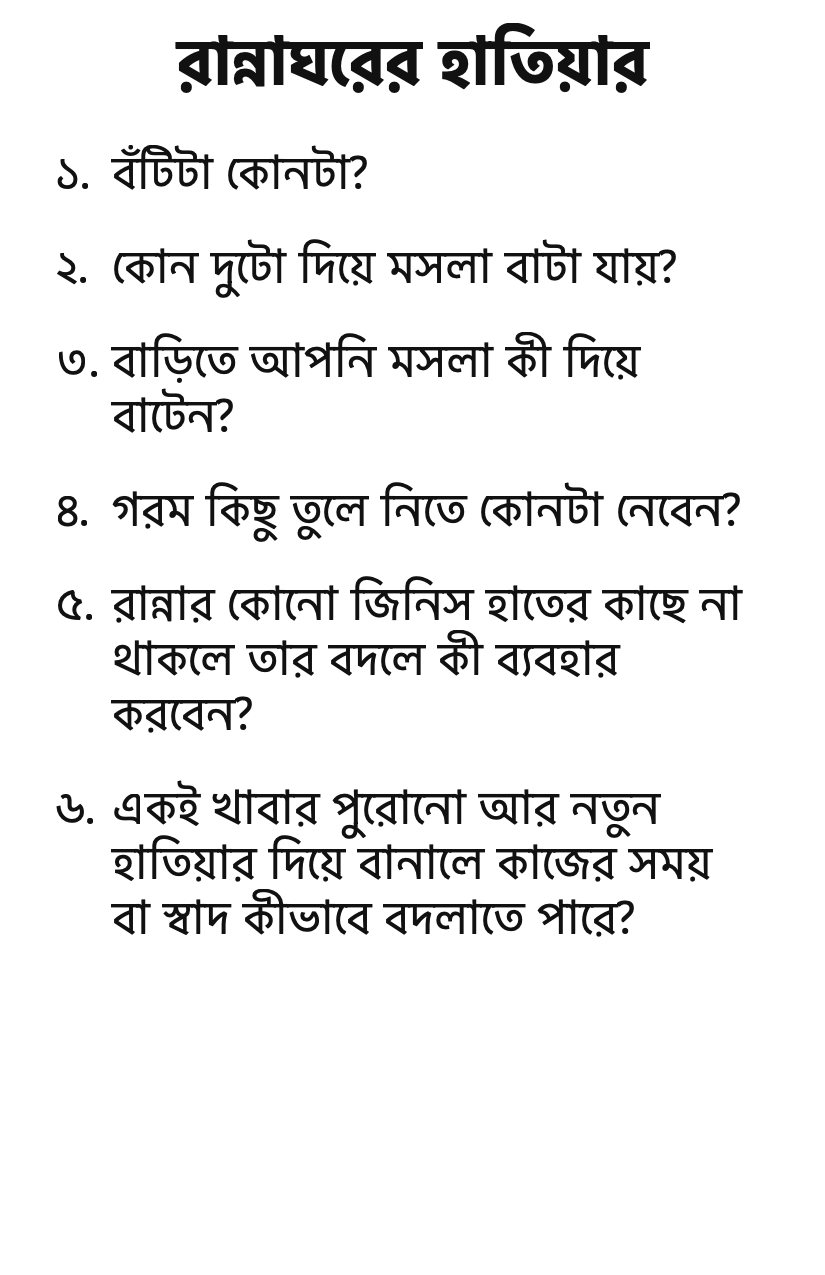 রান্নাঘরের হাতিয়ার
১. বঁটিটা কোনটা?
২. কোন দুটো দিয়ে মসলা বাটা যায়?
৩. বাড়িতে আপনি মসলা কী দিয়ে
বাটেন?
৪. গরম কিছু তুলে নিতে কোনটা নেবেন?
৫. রান্নার কোনো জিনিস হাতের কাছে না
থাকলে তার বদলে কী ব্যবহার
করবেন?
৬. একই খাবার পুরোনো আর নতুন
হাতিয়ার দিয়ে বানালে কাজের সময়
বা স্বাদ কীভাবে বদলাতে পারে?